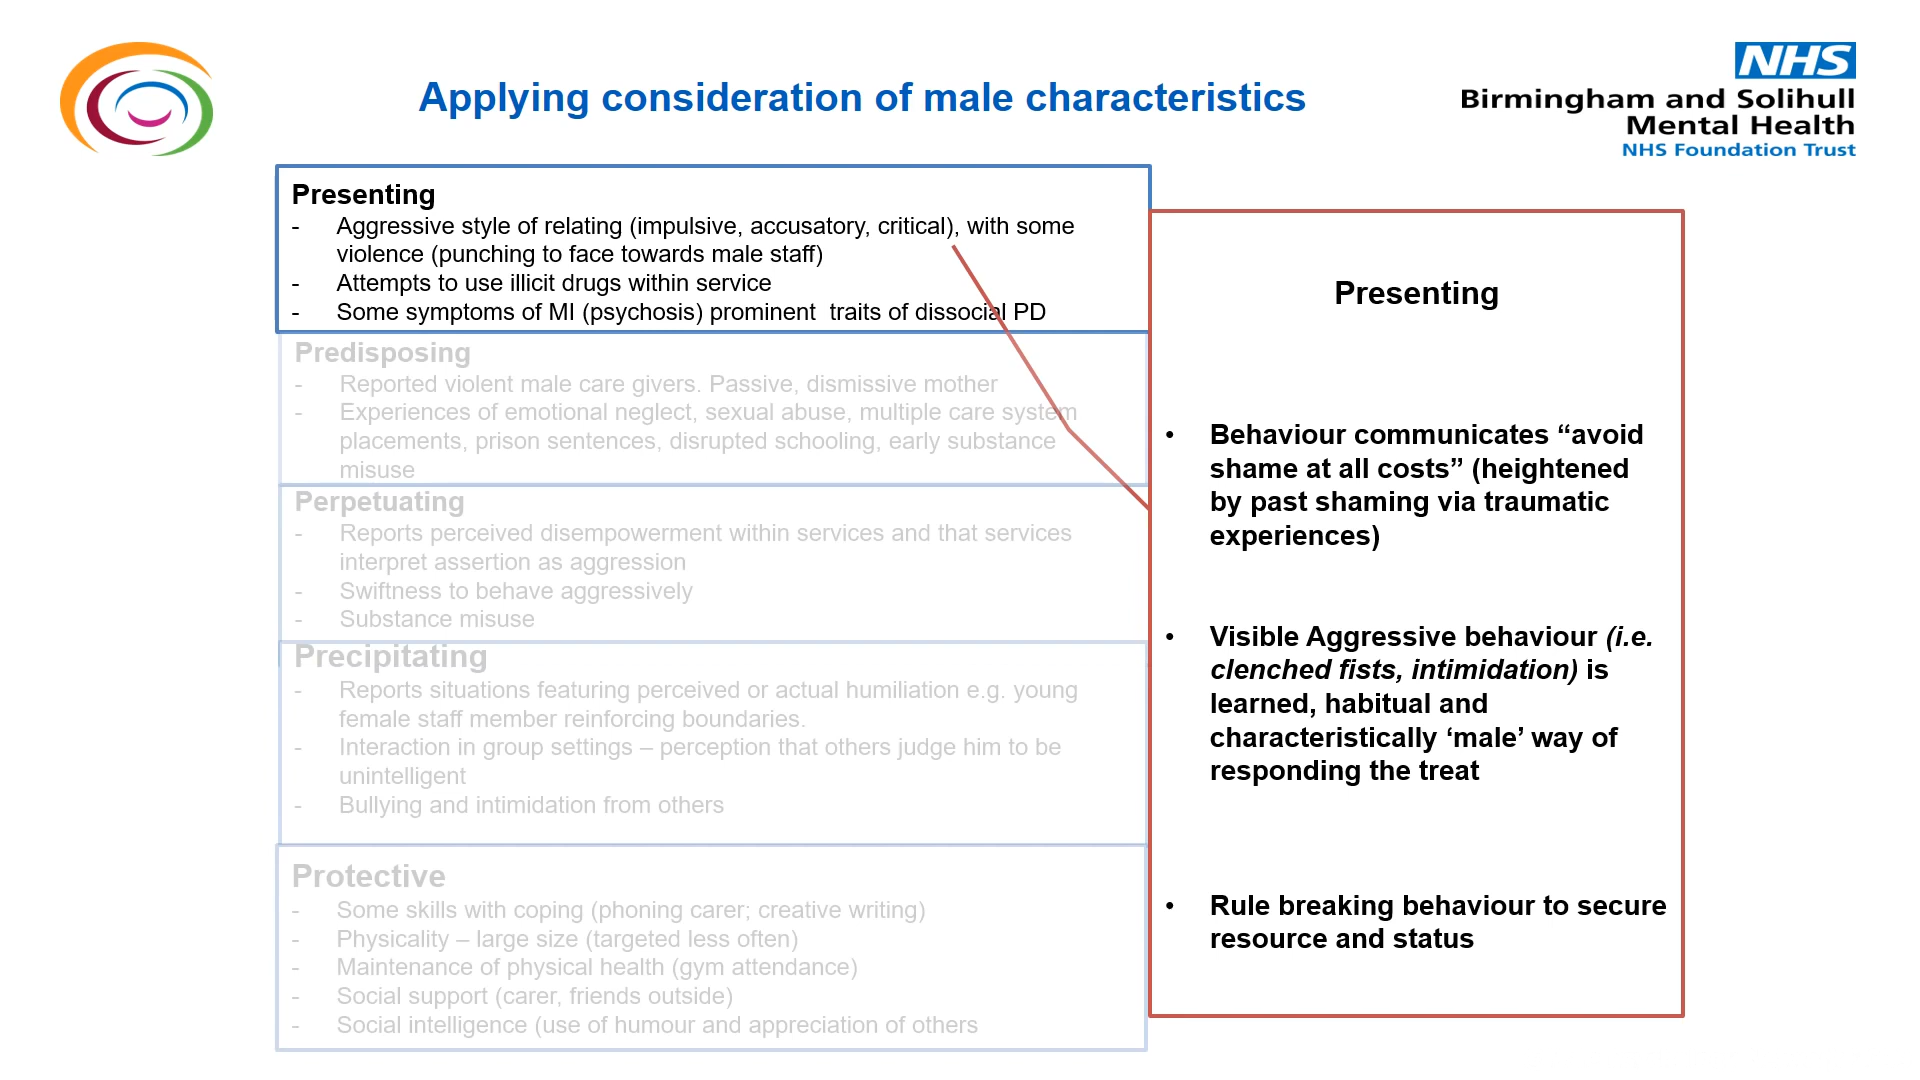 Applying consideration of male characteristics
NHS
Birmingham and Solihull
Mental Health
NHS Foundation Trust
Presenting
- Aggressive style of relating (impulsive, accusatory, critical), with some
violence (punching to face towards male staff)
- Attempts to use illicit drugs within service
- Some symptoms of MI (psychosis) prominent  traits of dissocial PD
Predisposing
- Reported violent male care givers. Passive, dismissive mother
- Experiences of emotional neglect, sexual abuse, multiple care system
placements, prison sentences, disrupted schooling, early substance
misuse
Perpetuating
- Reports perceived disempowerment within services and that services
interpret assertion as aggression
- Swiftness to behave aggressively
- Substance misuse
Precipitating
- Reports situations featuring perceived or actual humiliation e.g. young
female staff member reinforcing boundaries.
- Interaction in group settings – perception that others judge him to be
unintelligent
- Bullying and intimidation from others
Protective
- Some skills with coping (phoning carer; creative writing)
- Physicality – large size (targeted less often)
- Maintenance of physical health (gym attendance)
- Social support (carer, friends outside)
- Social intelligence (use of humour and appreciation of others
Presenting
• Behaviour communicates “avoid
shame at all costs” (heightened
by past shaming via traumatic
experiences)
• Visible Aggressive behaviour (i.e.
clenched fists, intimidation) is
learned, habitual and
characteristically ‘male’ way of
responding the treat
• Rule breaking behaviour to secure
resource and status